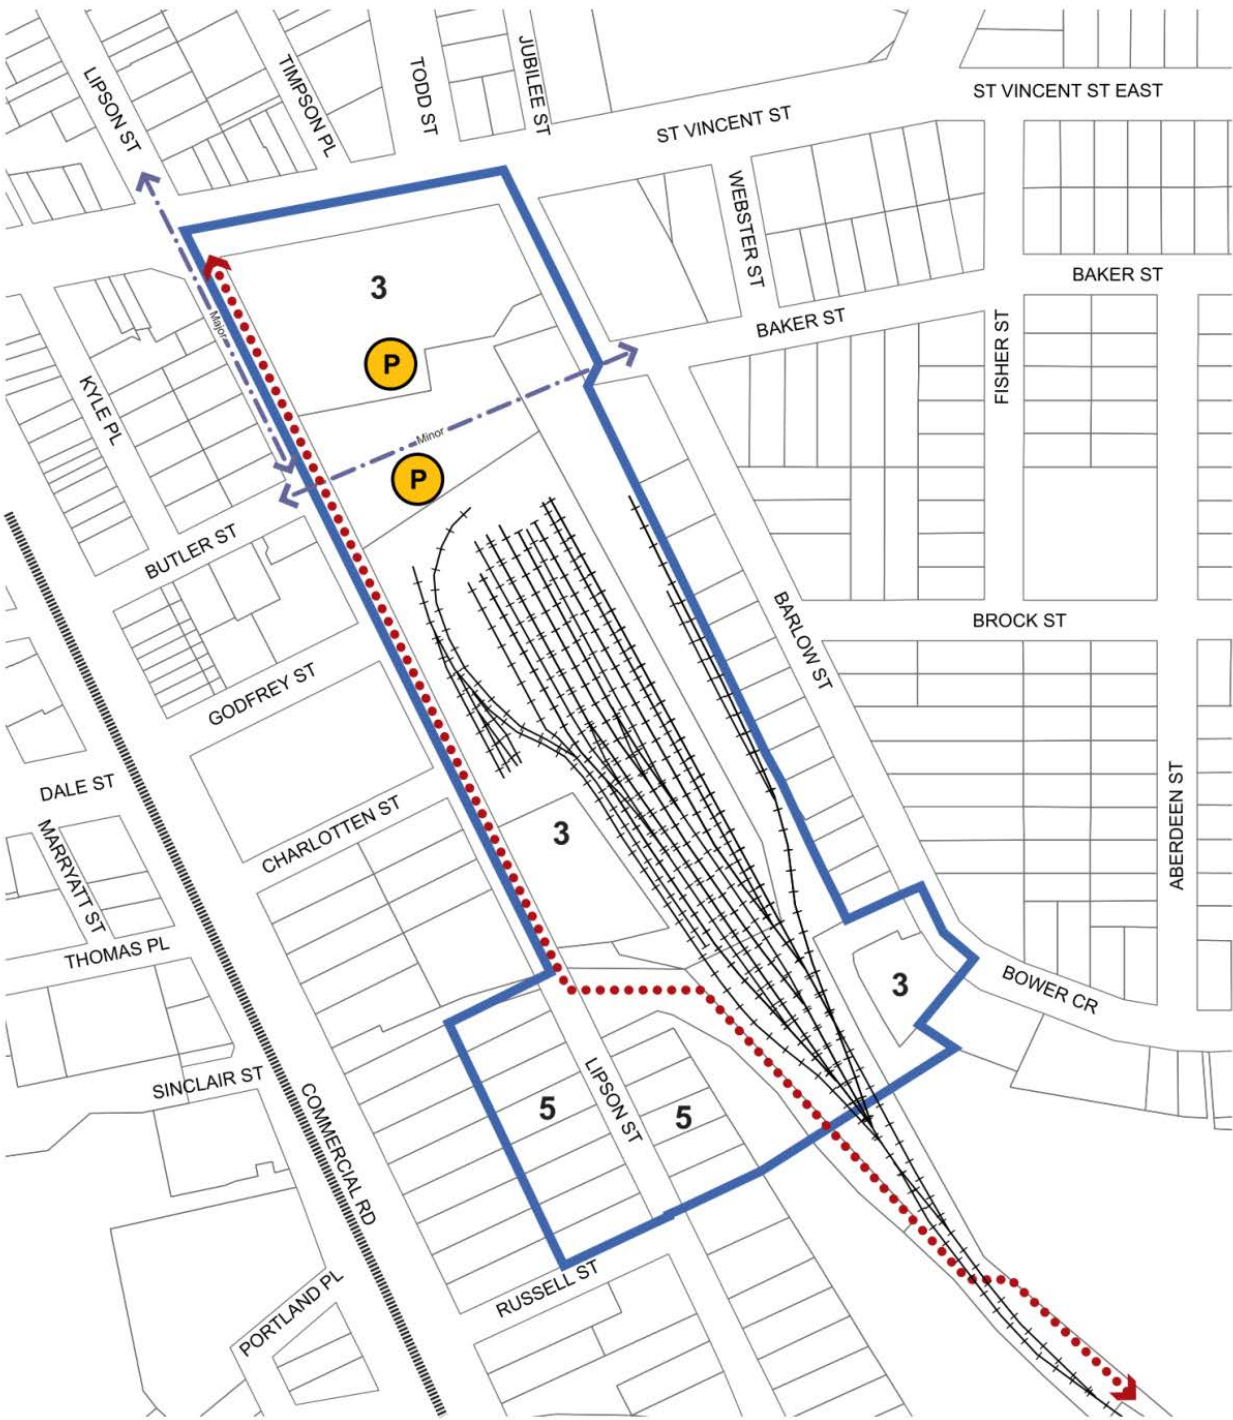 LIPSON ST
TIMPSON PL
TODD ST
JUBILEE ST
ST VINCENT ST
ST VINCENT ST EAST
WEBSTER ST
BAKER ST
3
Major
BAKER ST
FISHER ST
P
KYLE PL
Minor
P
BUTLER ST
BARLOW ST
BROCK ST
GODFREY ST
DALE ST
CHARLOTTEN ST
3
ABERDEEN ST
MARRYATT ST
THOMAS PL
3
BOWER CR
SINCLAIR ST
COMMERCIAL RD
5
LIPSON ST
5
RUSSELL ST
PORTLAND PL